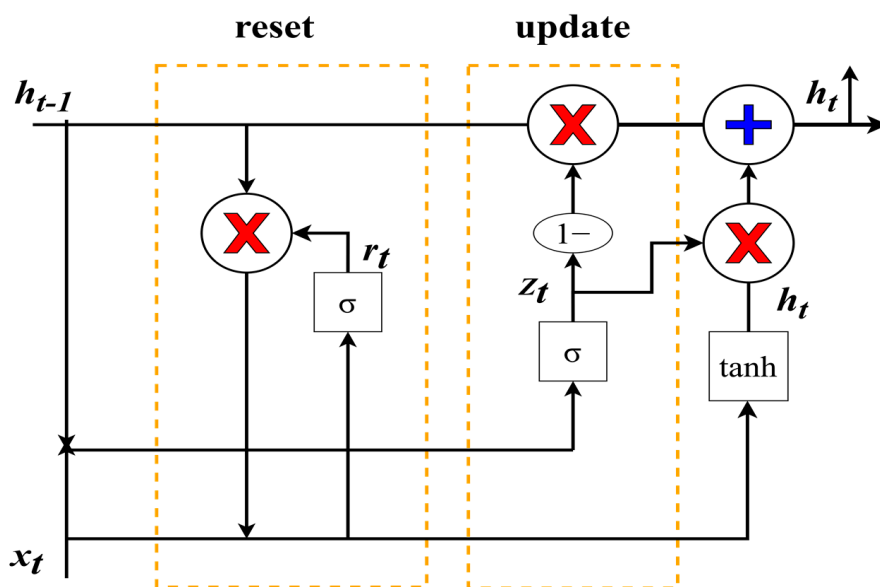 reset
update
h_{t-1}
h_t
X
+
X
1−
X
r_t
z_t
h_t
σ
σ
tanh
x_t